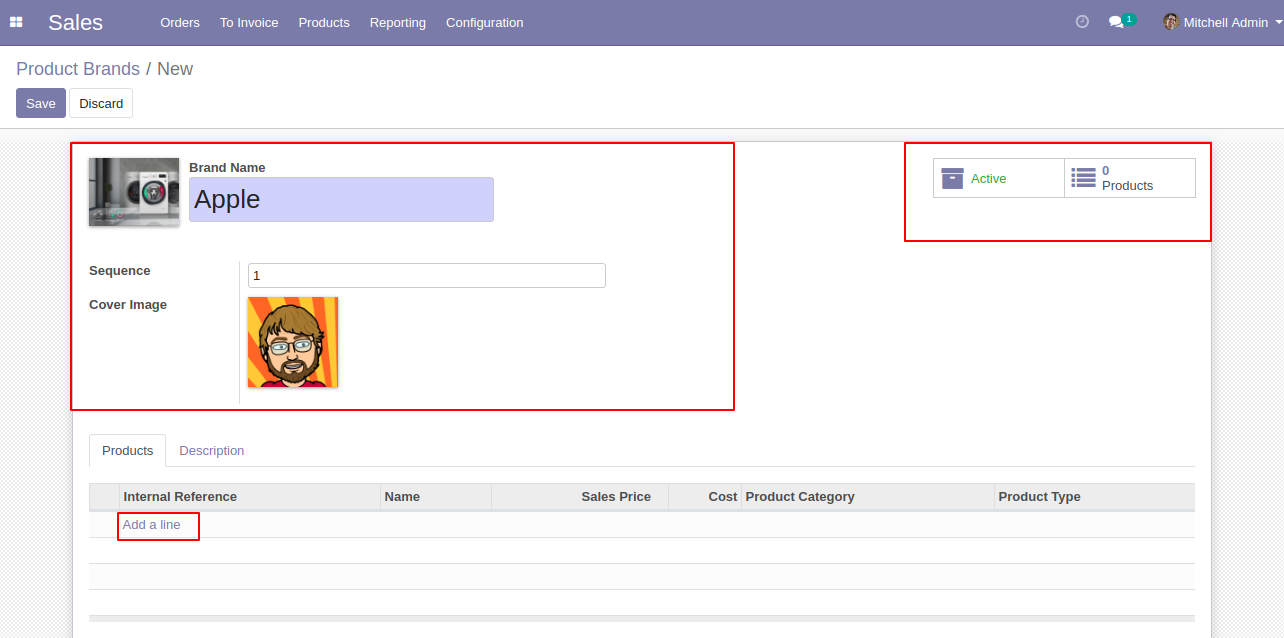 Sales Orders To Invoice Products Reporting Configuration 1 Mitchell Admin
Product Brands / New
Save Discard
Brand Name
Apple
Active
0
Products
Sequence 1
Cover Image
Products Description
Internal Reference Name Sales Price Cost Product Category Product Type
Add a line